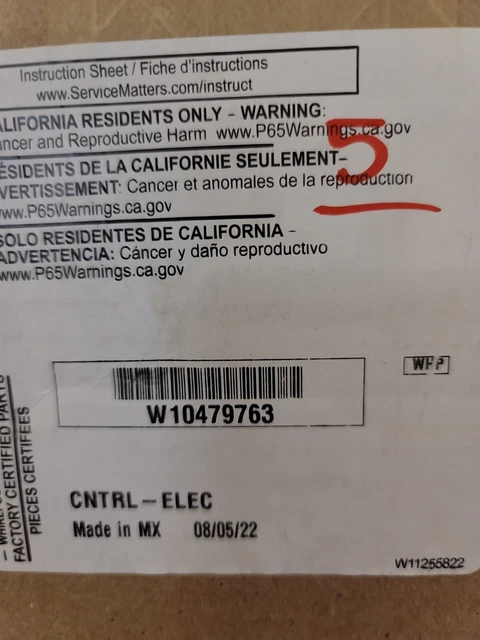 Instruction Sheet / Fiche d'instructions
www.ServiceMatters.com/instruct
ALIFORNIA RESIDENTS ONLY - WARNING:
ncer and Reproductive Harm www.P65Warnings.ca.gov
5
ÉSIDENTS DE LA CALIFORNIE SEULEMENT-
VERTISSEMENT: Cancer et anomales de la reproduction
www.P65Warnings.ca.gov
SOLO RESIDENTES DE CALIFORNIA -
ADVERTENCIA: Cáncer y daño reproductivo
www.P65Warnings.ca.gov
WFP
W10479763
FACTORY CERTIFIED PARTS
PIECES CERTIFEES
CNTRL-ELEC
Made in MX 08/05/22
W11255822